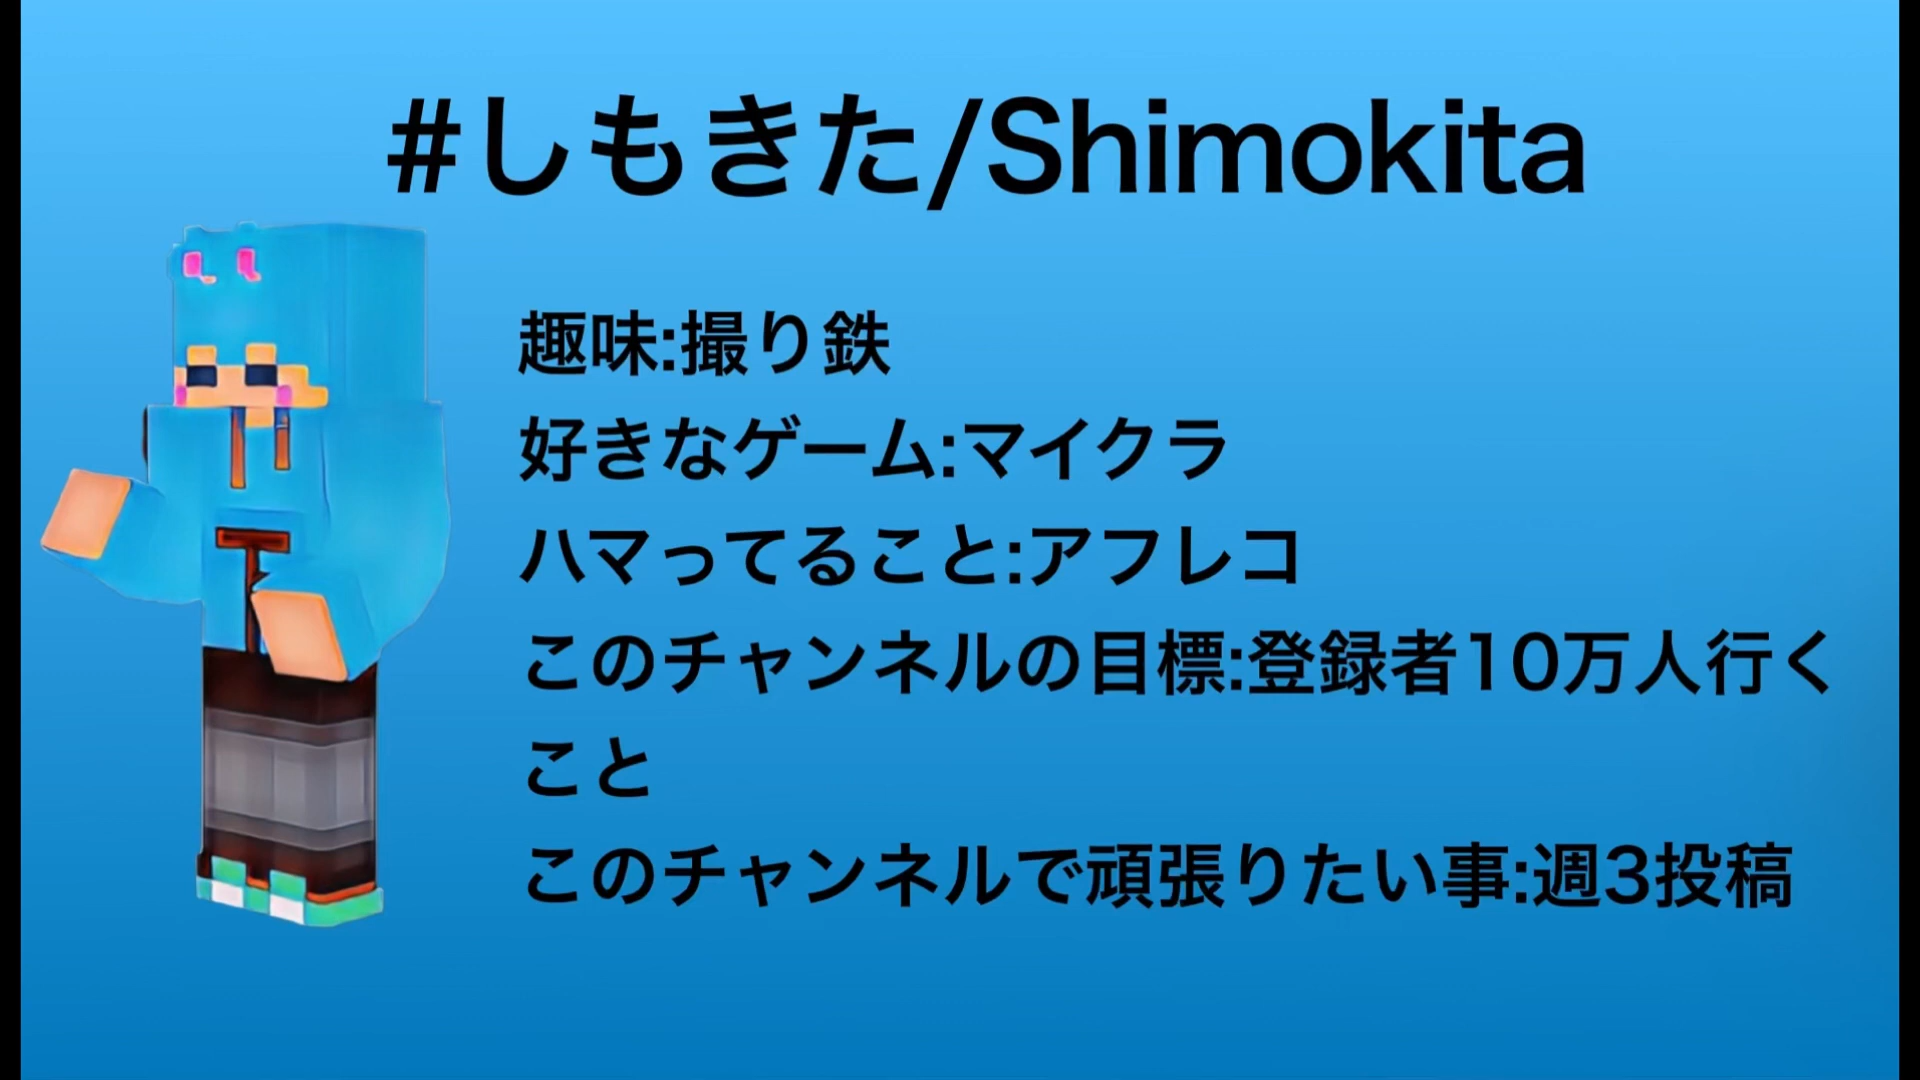 #しもきた/Shimokita
趣味:撮り鉄
好きなゲーム:マイクラ
ハマってること:アフレコ
このチャンネルの目標:登録者10万人行く
こと
このチャンネルで頑張りたい事:週3投稿